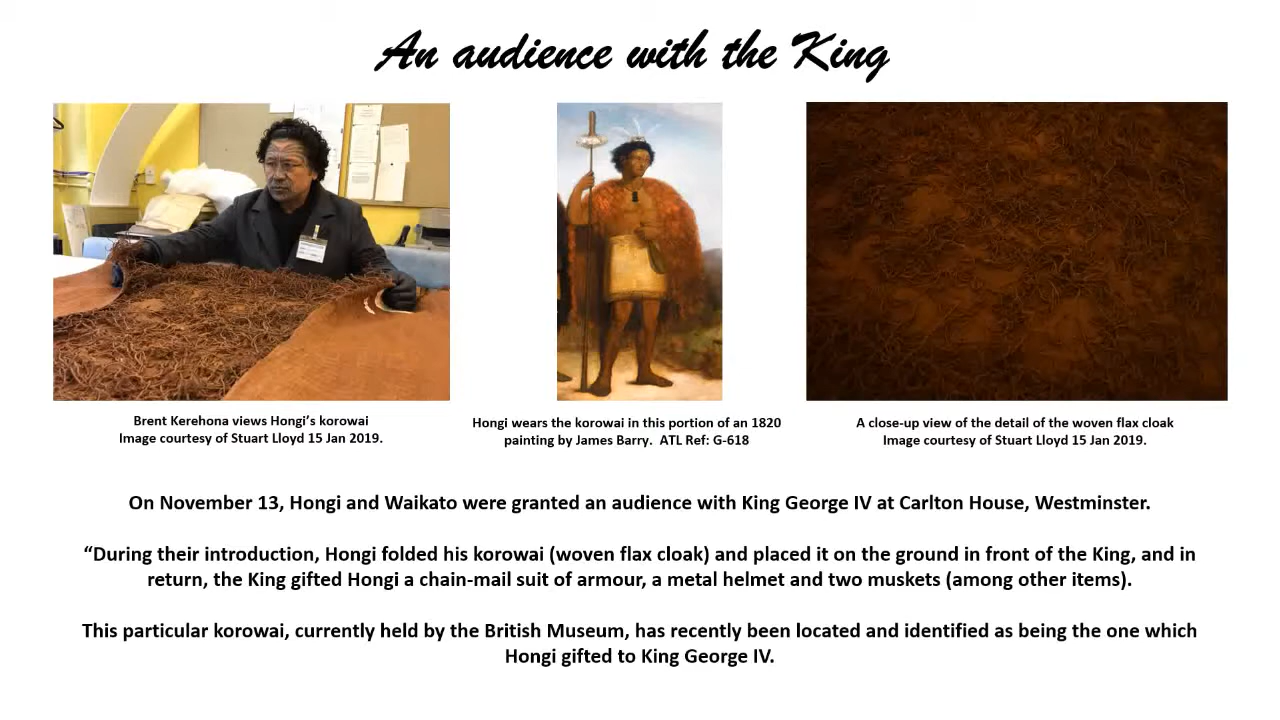 An audience with the King
Brent Kerehona views Hongi's korowai
Image courtesy of Stuart Lloyd 15 Jan 2019.
Hongi wears the korowai in this portion of an 1820
painting by James Barry.  ATL Ref: G-618
A close-up view of the detail of the woven flax cloak
Image courtesy of Stuart Lloyd 15 Jan 2019.
On November 13, Hongi and Waikato were granted an audience with King George IV at Carlton House, Westminster.
“During their introduction, Hongi folded his korowai (woven flax cloak) and placed it on the ground in front of the King, and in
return, the King gifted Hongi a chain-mail suit of armour, a metal helmet and two muskets (among other items).
This particular korowai, currently held by the British Museum, has recently been located and identified as being the one which
Hongi gifted to King George IV.